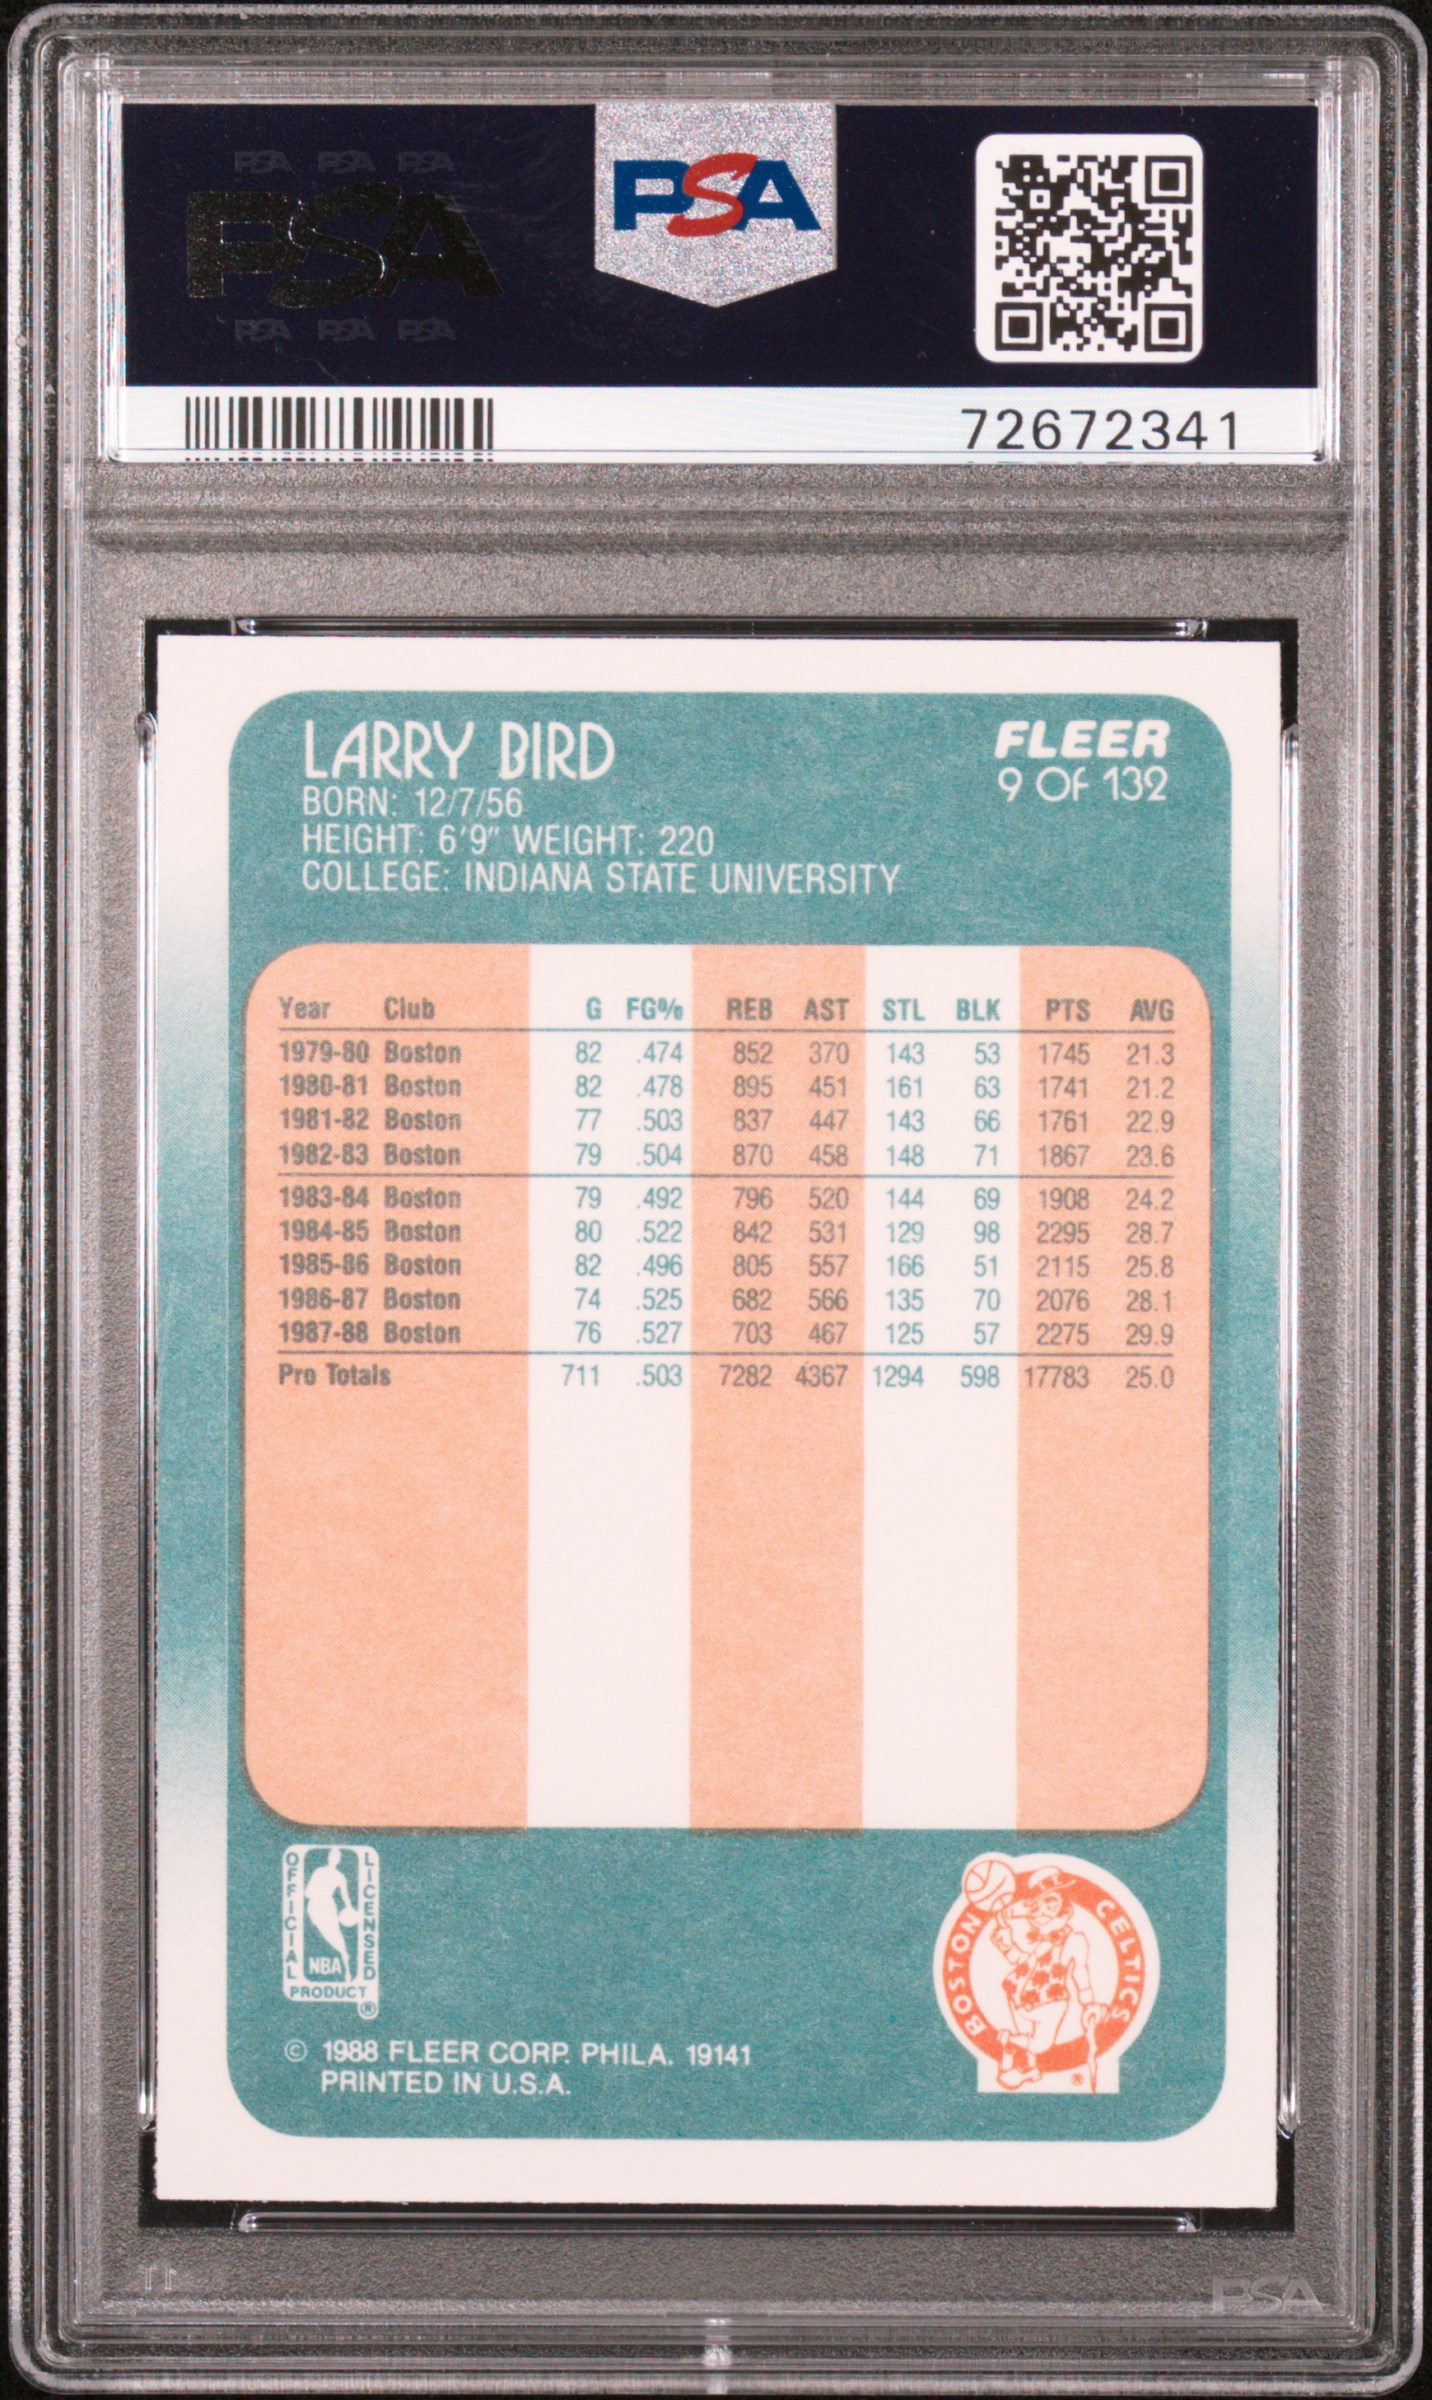 PSA PSA PSA
PSA
PSA PSA PSA
PSA
72672341
LARRY BIRD
BORN: 12/7/56
HEIGHT: 6'9" WEIGHT: 220
COLLEGE: INDIANA STATE UNIVERSITY
FLEER
9 OF 132
Year Club G FG% REB AST STL BLK PTS AVG
1979-80 Boston 82 .474 852 370 143 53 1745 21.3
1980-81 Boston 82 .478 895 451 161 63 1741 21.2
1981-82 Boston 77 .503 837 447 143 66 1761 22.9
1982-83 Boston 79 .504 870 458 148 71 1867 23.6
1983-84 Boston 79 .492 796 520 144 69 1908 24.2
1984-85 Boston 80 .522 842 531 129 98 2295 28.7
1985-86 Boston 82 .496 805 557 166 51 2115 25.8
1986-87 Boston 74 .525 682 566 135 70 2076 28.1
1987-88 Boston 76 .527 703 467 125 57 2275 29.9
Pro Totals 711 .503 7282 4367 1294 598 17783 25.0
OFFICIAL LICENSED
NBA
PRODUCT ®
BOSTON CELTICS
®
© 1988 FLEER CORP. PHILA. 19141
PRINTED IN U.S.A.
PSA